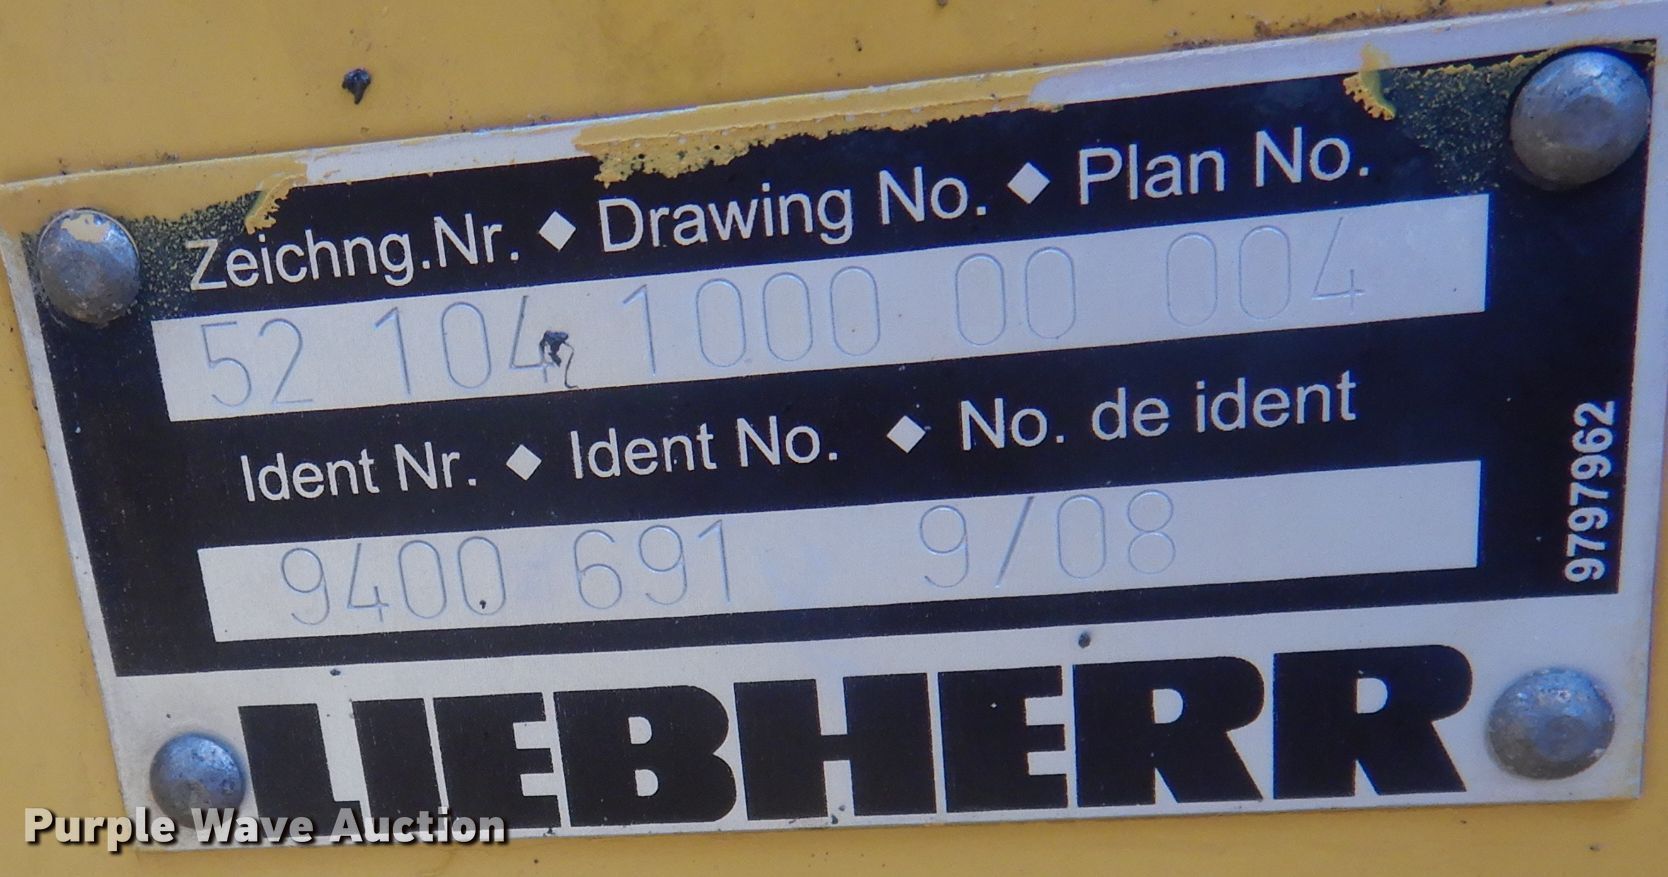 Zeichng.Nr. ◆ Drawing No. ◆ Plan No.
52 104 1000 00 004
Ident Nr. ◆ Ident No. ◆ No. de ident
9400 691 9/08
9797962
LIEBHERR
Purple Wave Auction